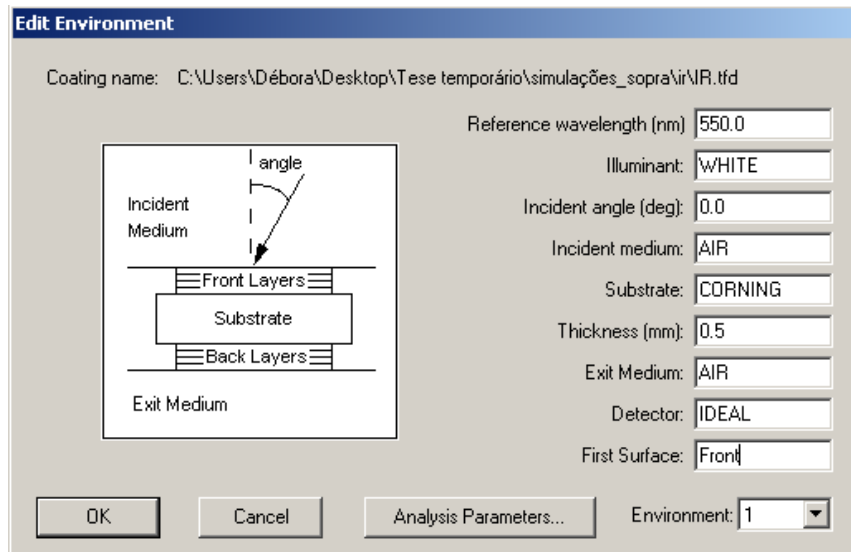 Edit Environment
Coating name: C:\Users\Débora\Desktop\Tese temporário\simulações_sopra\ir\IR.tfd
Reference wavelength (nm) 550.0
Illuminant: WHITE
Incident angle (deg): 0.0
Incident medium: AIR
Substrate: CORNING
Thickness (mm): 0.5
Exit Medium: AIR
Detector: IDEAL
First Surface: Front
angle
Incident
Medium
Front Layers
Substrate
Back Layers
Exit Medium
OK Cancel Analysis Parameters... Environment: 1